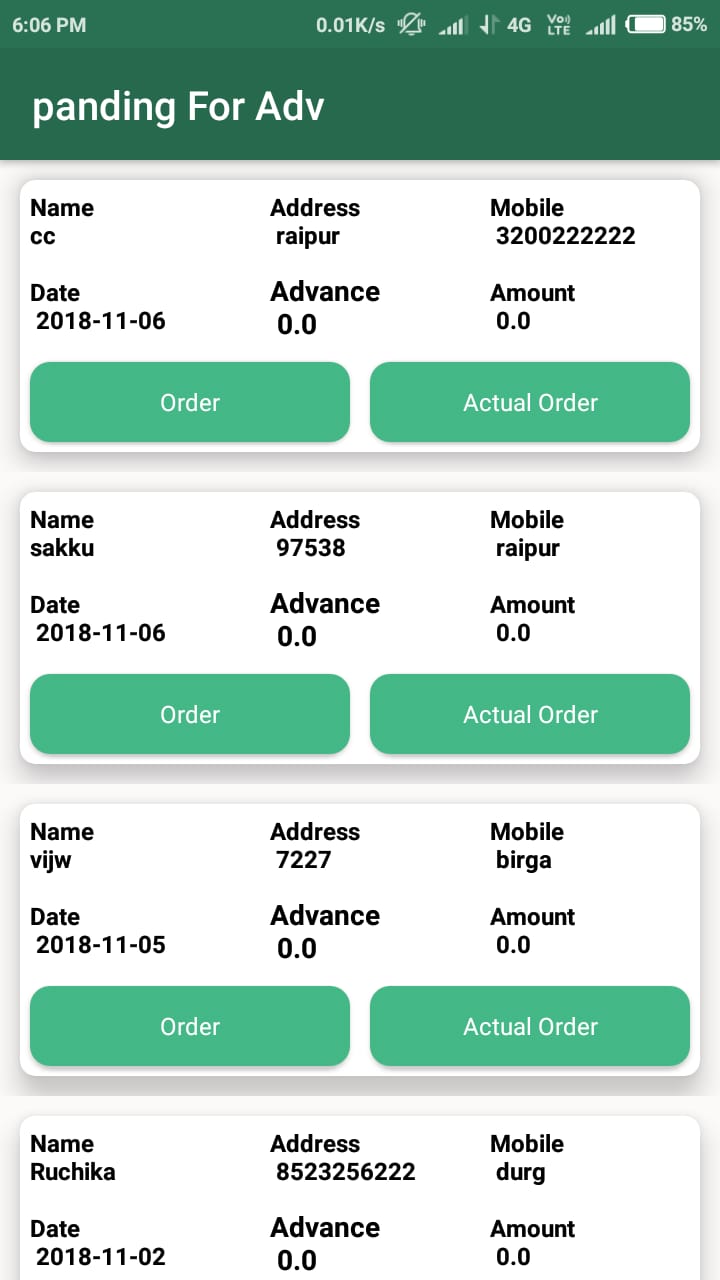 6:06 PM 0.01K/s 4G Vo) LTE 85%
panding For Adv
Name Address Mobile
cc raipur 3200222222
Date Advance Amount
2018-11-06 0.0 0.0
Order Actual Order
Name Address Mobile
sakku 97538 raipur
Date Advance Amount
2018-11-06 0.0 0.0
Order Actual Order
Name Address Mobile
vijw 7227 birga
Date Advance Amount
2018-11-05 0.0 0.0
Order Actual Order
Name Address Mobile
Ruchika 8523256222 durg
Date Advance Amount
2018-11-02 0.0 0.0